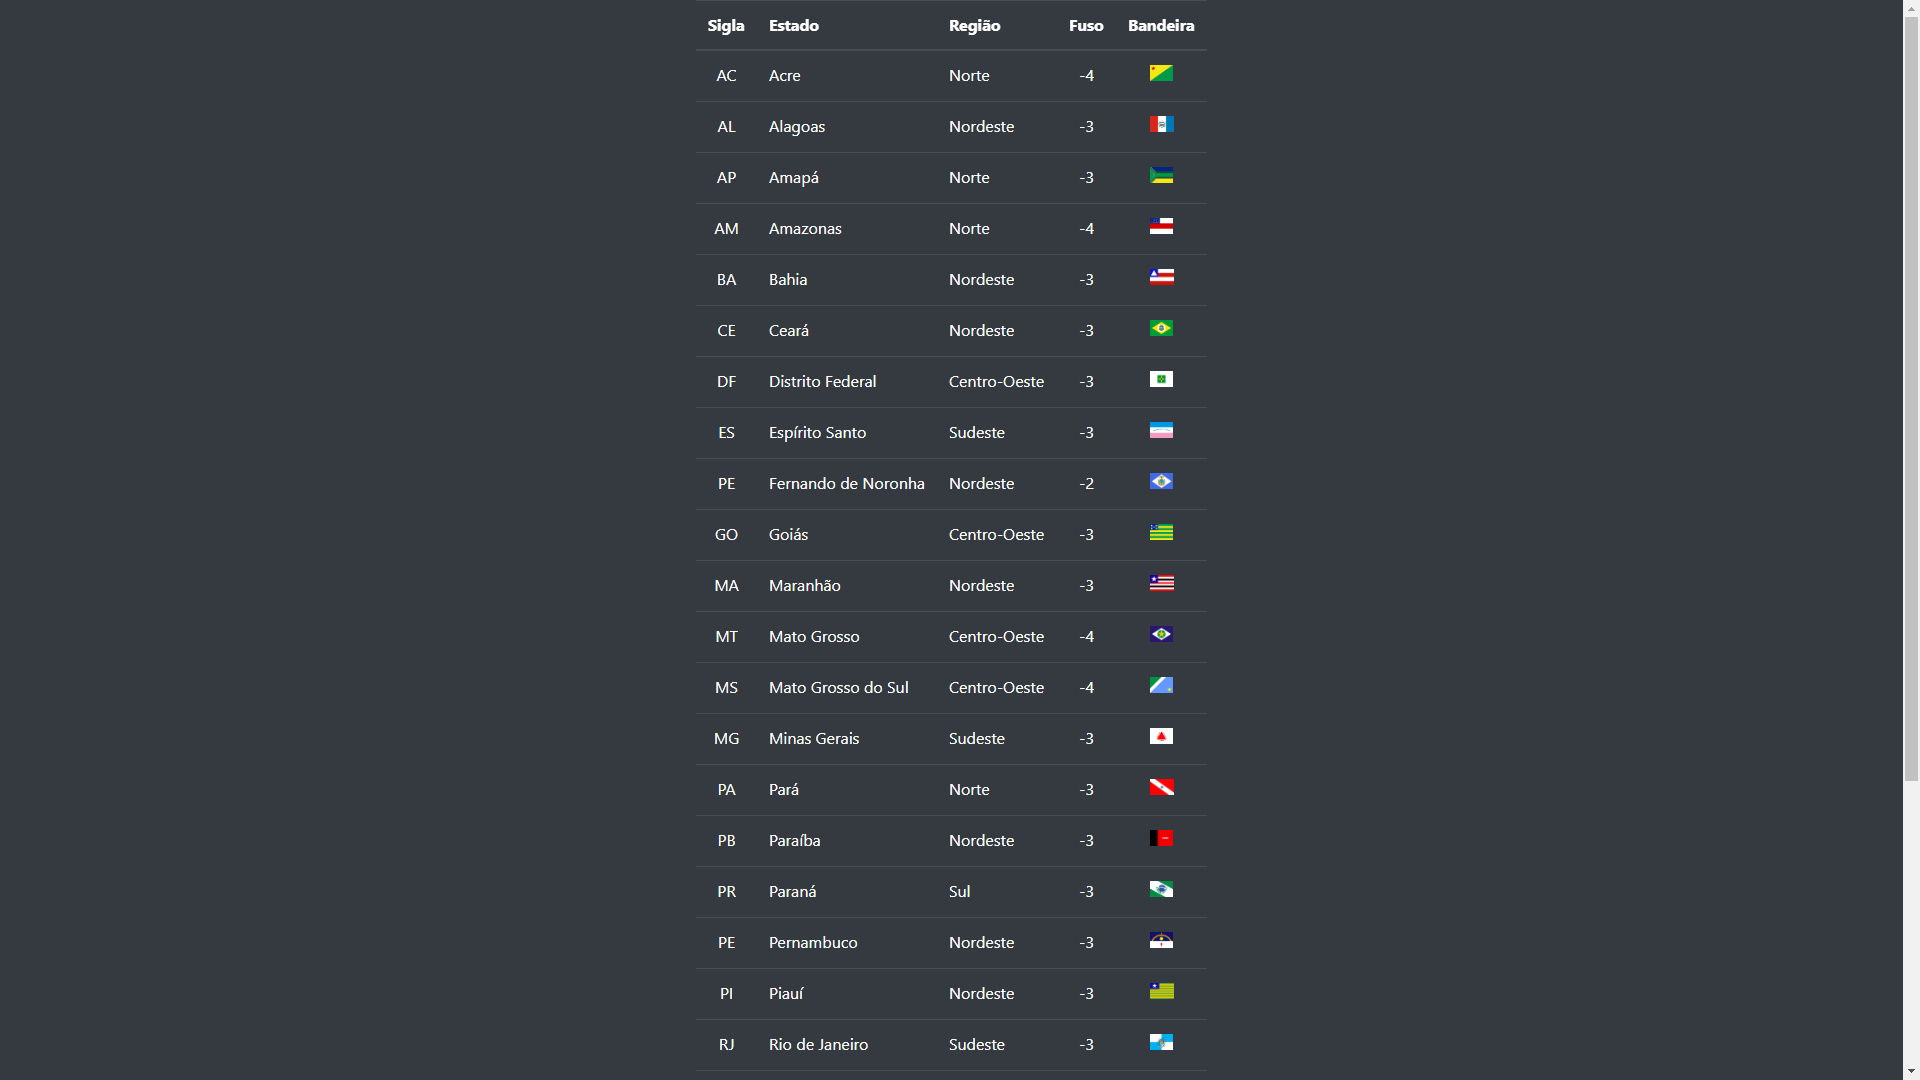 Sigla Estado Região Fuso Bandeira
AC Acre Norte -4
AL Alagoas Nordeste -3
AP Amapá Norte -3
AM Amazonas Norte -4
BA Bahia Nordeste -3
CE Ceará Nordeste -3
DF Distrito Federal Centro-Oeste -3
ES Espírito Santo Sudeste -3
PE Fernando de Noronha Nordeste -2
GO Goiás Centro-Oeste -3
MA Maranhão Nordeste -3
MT Mato Grosso Centro-Oeste -4
MS Mato Grosso do Sul Centro-Oeste -4
MG Minas Gerais Sudeste -3
PA Pará Norte -3
PB Paraíba Nordeste -3
PR Paraná Sul -3
PE Pernambuco Nordeste -3
PI Piauí Nordeste -3
RJ Rio de Janeiro Sudeste -3